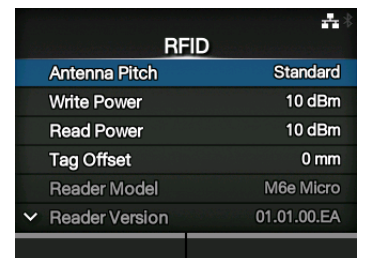 RFID
Antenna Pitch Standard
Write Power 10 dBm
Read Power 10 dBm
Tag Offset 0 mm
Reader Model M6e Micro
Reader Version 01.01.00.EA